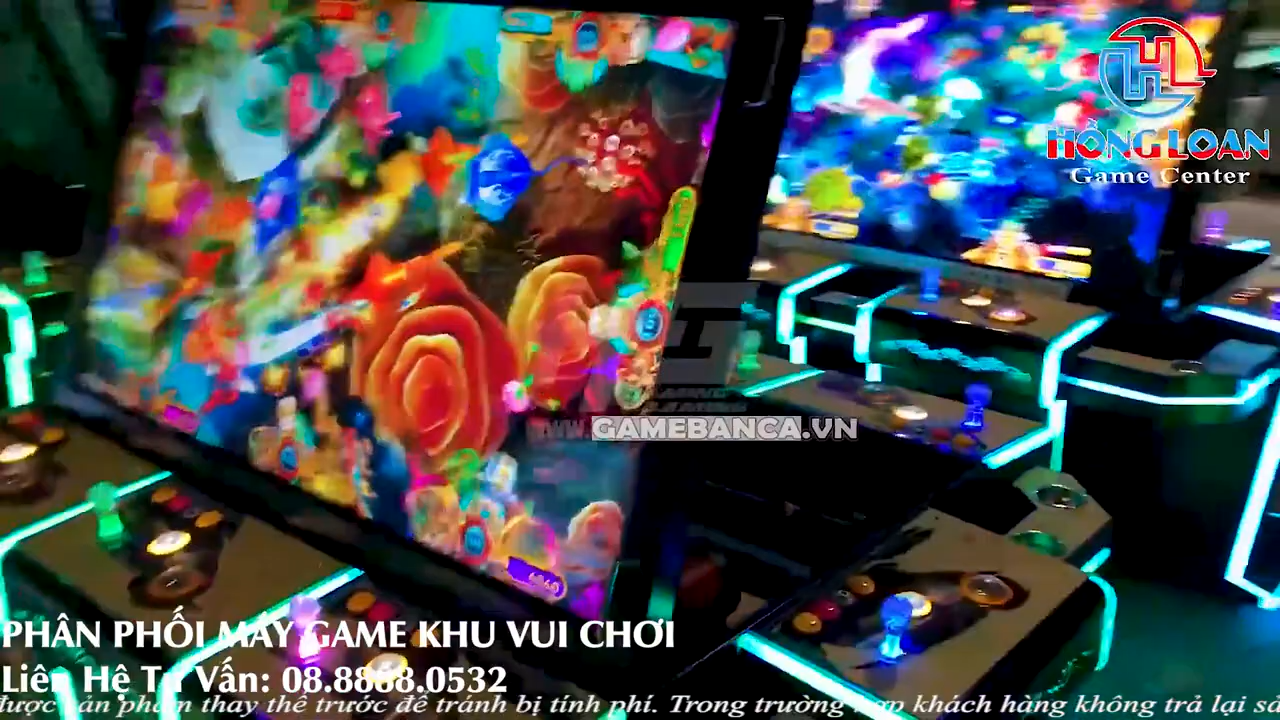 HỒNG LOAN
Game Center
www.GAMEBANCA.VN
PHÂN PHỐI MÁY GAME KHU VUI CHƠI
Liên Hệ Tư Vấn: 08.8868.0532
được sản phẩm thay thế trước để tránh bị tính phí. Trong trường hợp khách hàng không trả lại